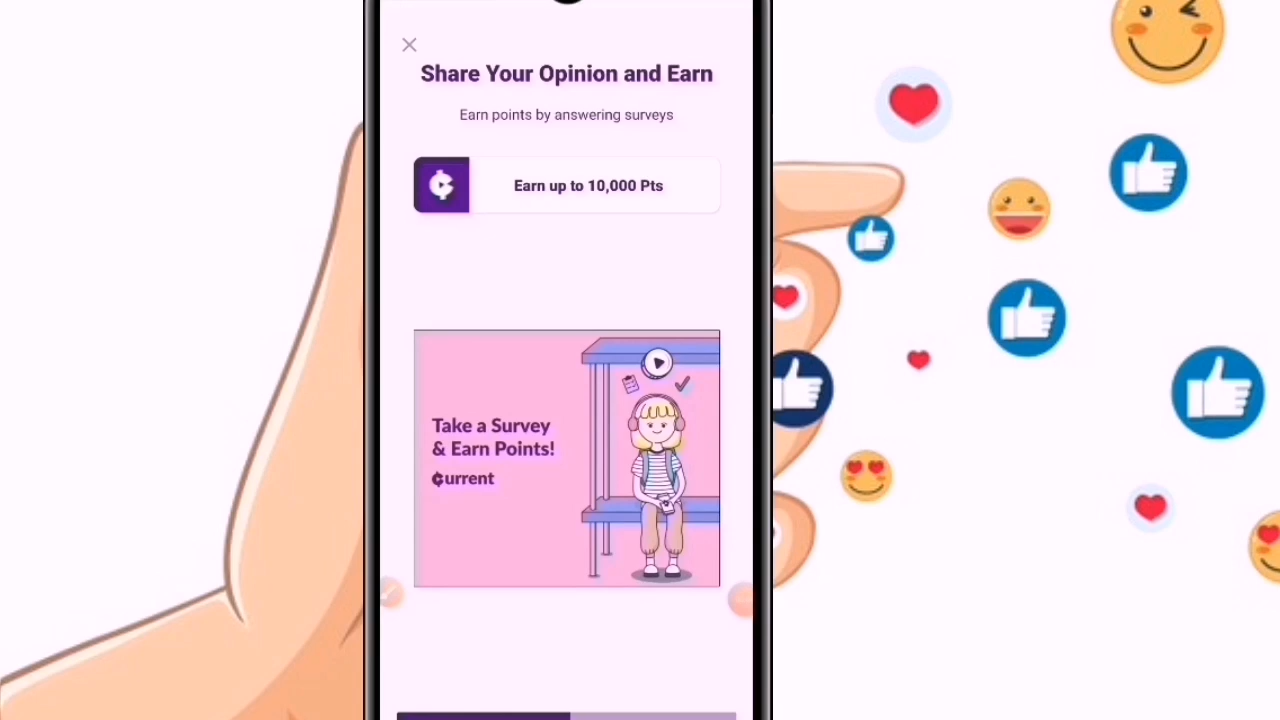 Share Your Opinion and Earn
Earn points by answering surveys
Earn up to 10,000 Pts
Take a Survey
& Earn Points!
¢urrent